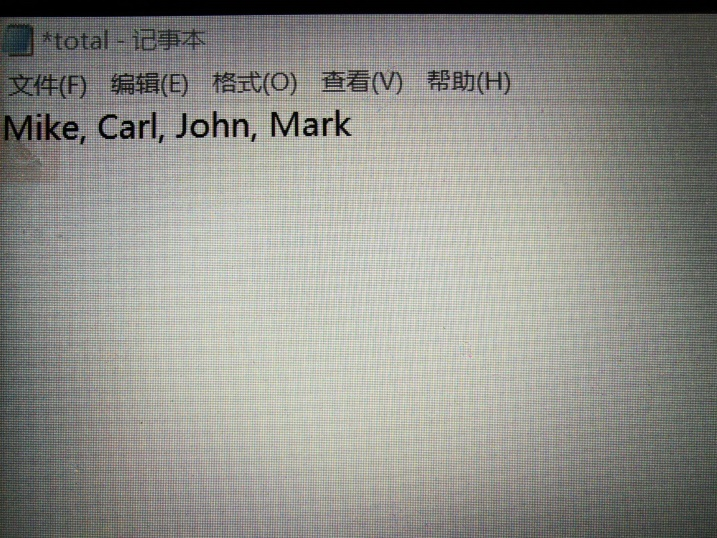 *total - 记事本
文件(F) 编辑(E) 格式(O) 查看(V) 帮助(H)
Mike, Carl, John, Mark